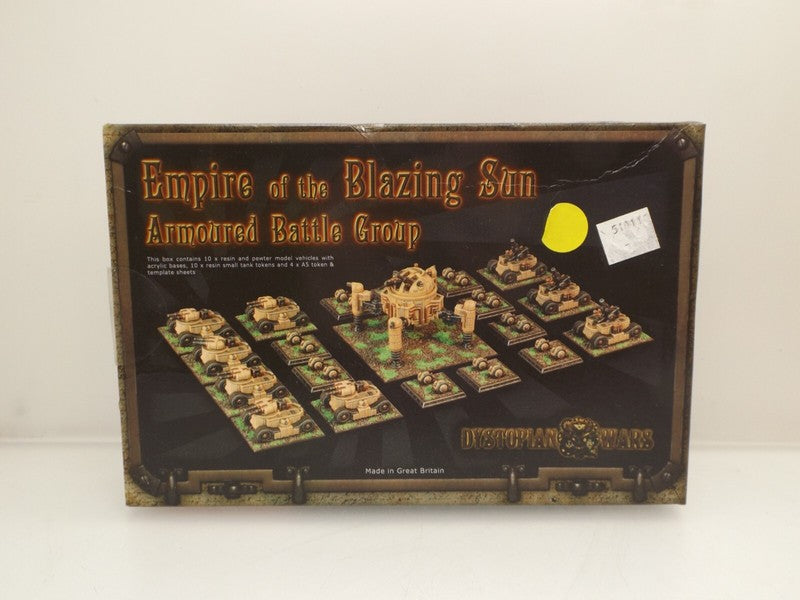 Empire of the Blazing Sun
Armoured Battle Group
This box contains 10 x resin and pewter model vehicles with
acrylic bases, 10 x resin small tank tokens and 4 x A5 token &
template sheets
DYSTOPIAN WARS
Made in Great Britain